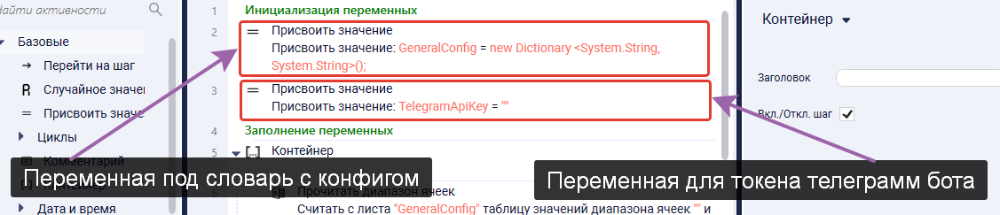 Найти активности
Базовые
Перейти на шаг
Случайное значе
Присвоить значе
Циклы
Комментарий
Дата и время
1 Инициализация переменных
2 Присвоить значение
Присвоить значение: GeneralConfig = new Dictionary <System.String,
System.String>();
3 Присвоить значение
Присвоить значение: TelegramApiKey = ""
4 Заполнение переменных
5 Контейнер
Прочитать диапазон ячеек
Считать с листа "GeneralConfig" таблицу значений диапазона ячеек "" и
Контейнер
Заголовок
Вкл./Откл. шаг
Переменная под словарь с конфигом
Переменная для токена телеграмм бота